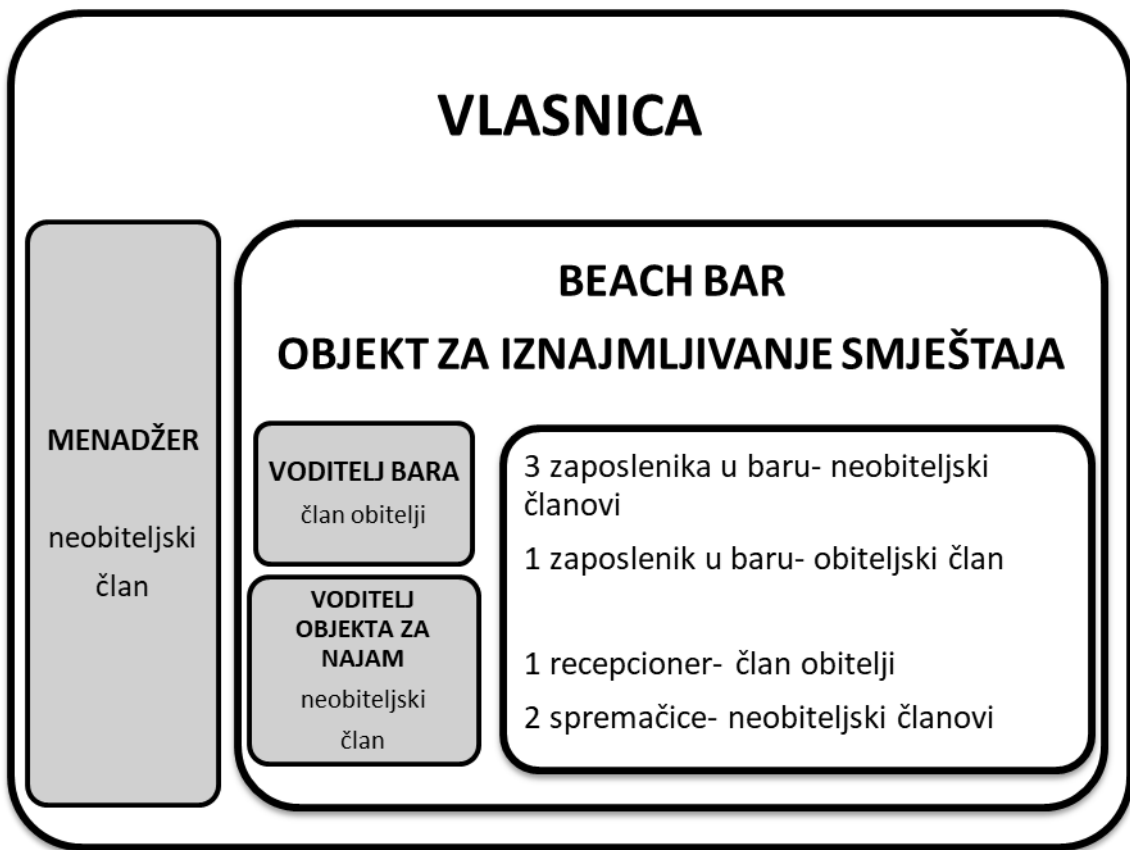 VLASNICA
MENADŽER
neobiteljski
član
BEACH BAR
OBJEKT ZA IZNAJMLJIVANJE SMJEŠTAJA
VODITELJ BARA
član obitelji
VODITELJ
OBJEKTA ZA
NAJAM
neobiteljski
član
3 zaposlenika u baru- neobiteljski
članovi
1 zaposlenik u baru- obiteljski član
1 recepcioner- član obitelji
2 spremačice- neobiteljski članovi